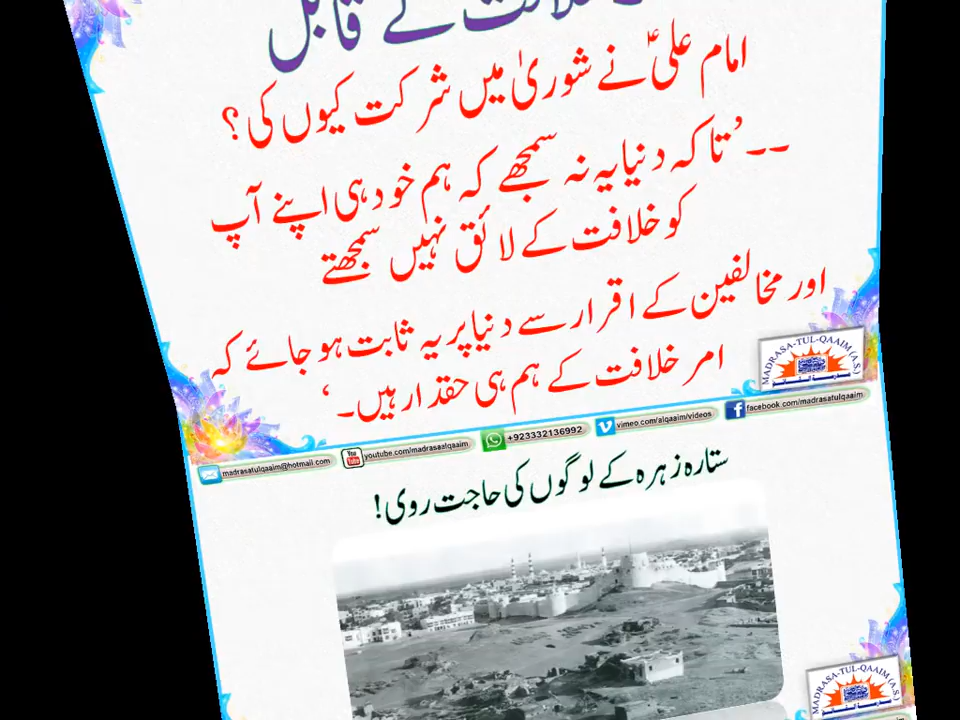 خلافت کے قابل
امام علیؑ نے شوریٰ میں شرکت کیوں کی؟
۔۔’تاکہ دنیا یہ نہ سمجھے کہ ہم خود ہی اپنے آپ
کو خلافت کے لائق نہیں سمجھتے
اور مخالفین کے اقرار سے دنیا پر یہ ثابت ہو جائے کہ
امر خلافت کے ہم ہی حقدار ہیں۔‘
MADRASA-TUL-QAAIM (A.S.)
مدرسۃ القائم
madrasatulqaaim@hotmail.com
youtube.com/madrasaalqaaim
+923332136992
vimeo.com/alqaaim/videos
facebook.com/madrasatulqaaim
ستارہ زہرہ کے لوگوں کی حاجت روی!
MADRASA-TUL-QAAIM (A.S.)